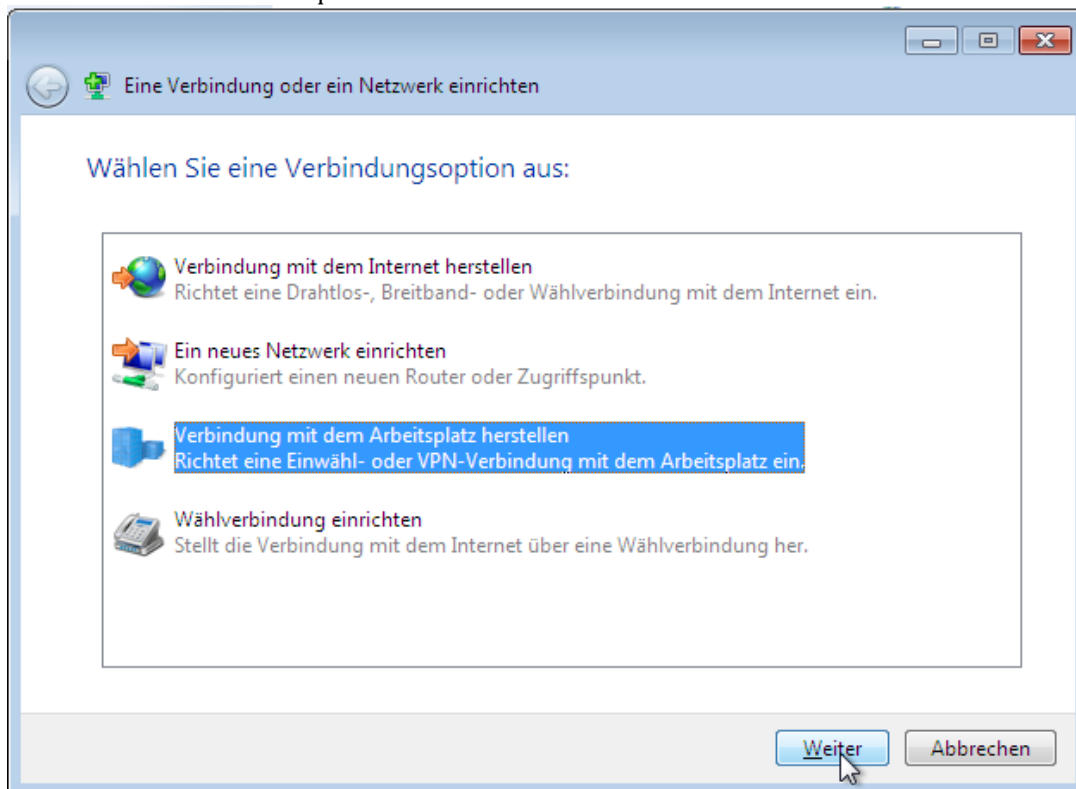 Eine Verbindung oder ein Netzwerk einrichten
Wählen Sie eine Verbindungsoption aus:
Verbindung mit dem Internet herstellen
Richtet eine Drahtlos-, Breitband- oder Wählverbindung mit dem Internet ein.
Ein neues Netzwerk einrichten
Konfiguriert einen neuen Router oder Zugriffspunkt.
Verbindung mit dem Arbeitsplatz herstellen
Richtet eine Einwähl- oder VPN-Verbindung mit dem Arbeitsplatz ein.
Wählverbindung einrichten
Stellt die Verbindung mit dem Internet über eine Wählverbindung her.
Weiter Abbrechen